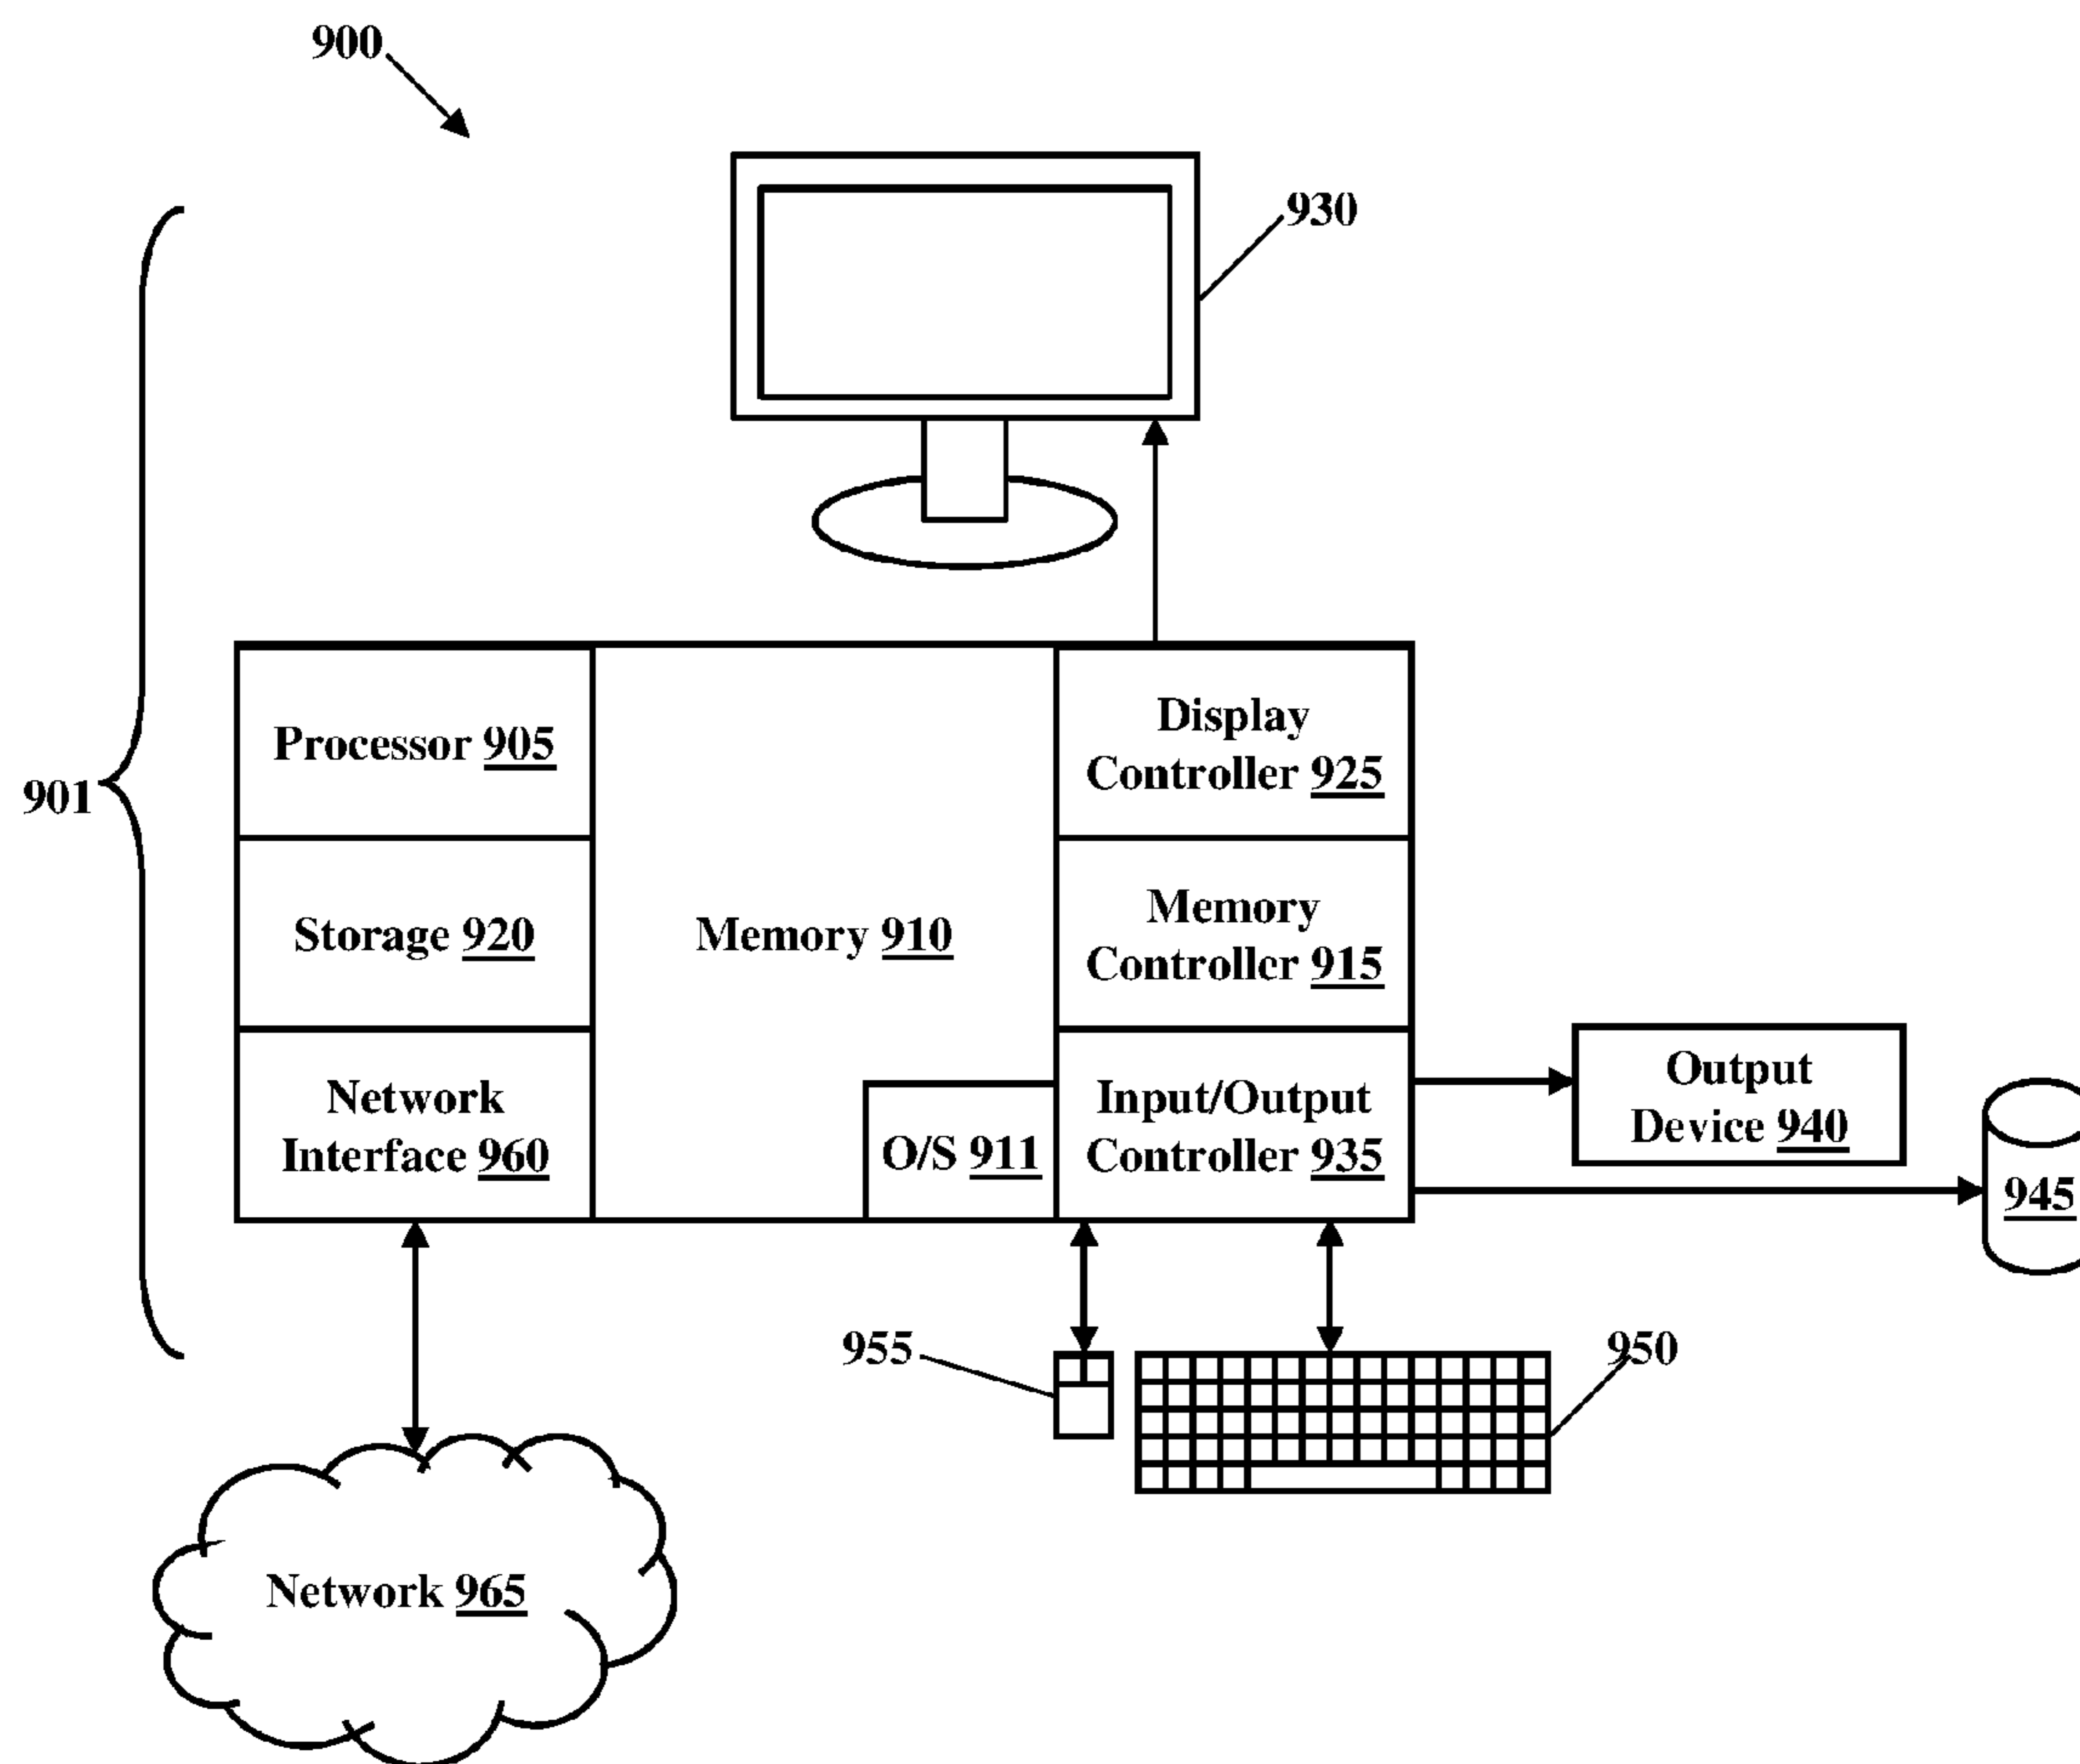 900
930
901
Processor 905
Display
Controller 925
Storage 920
Memory 910
Memory
Controller 915
Network
Interface 960
O/S 911
Input/Output
Controller 935
Output
Device 940
945
955
950
Network 965